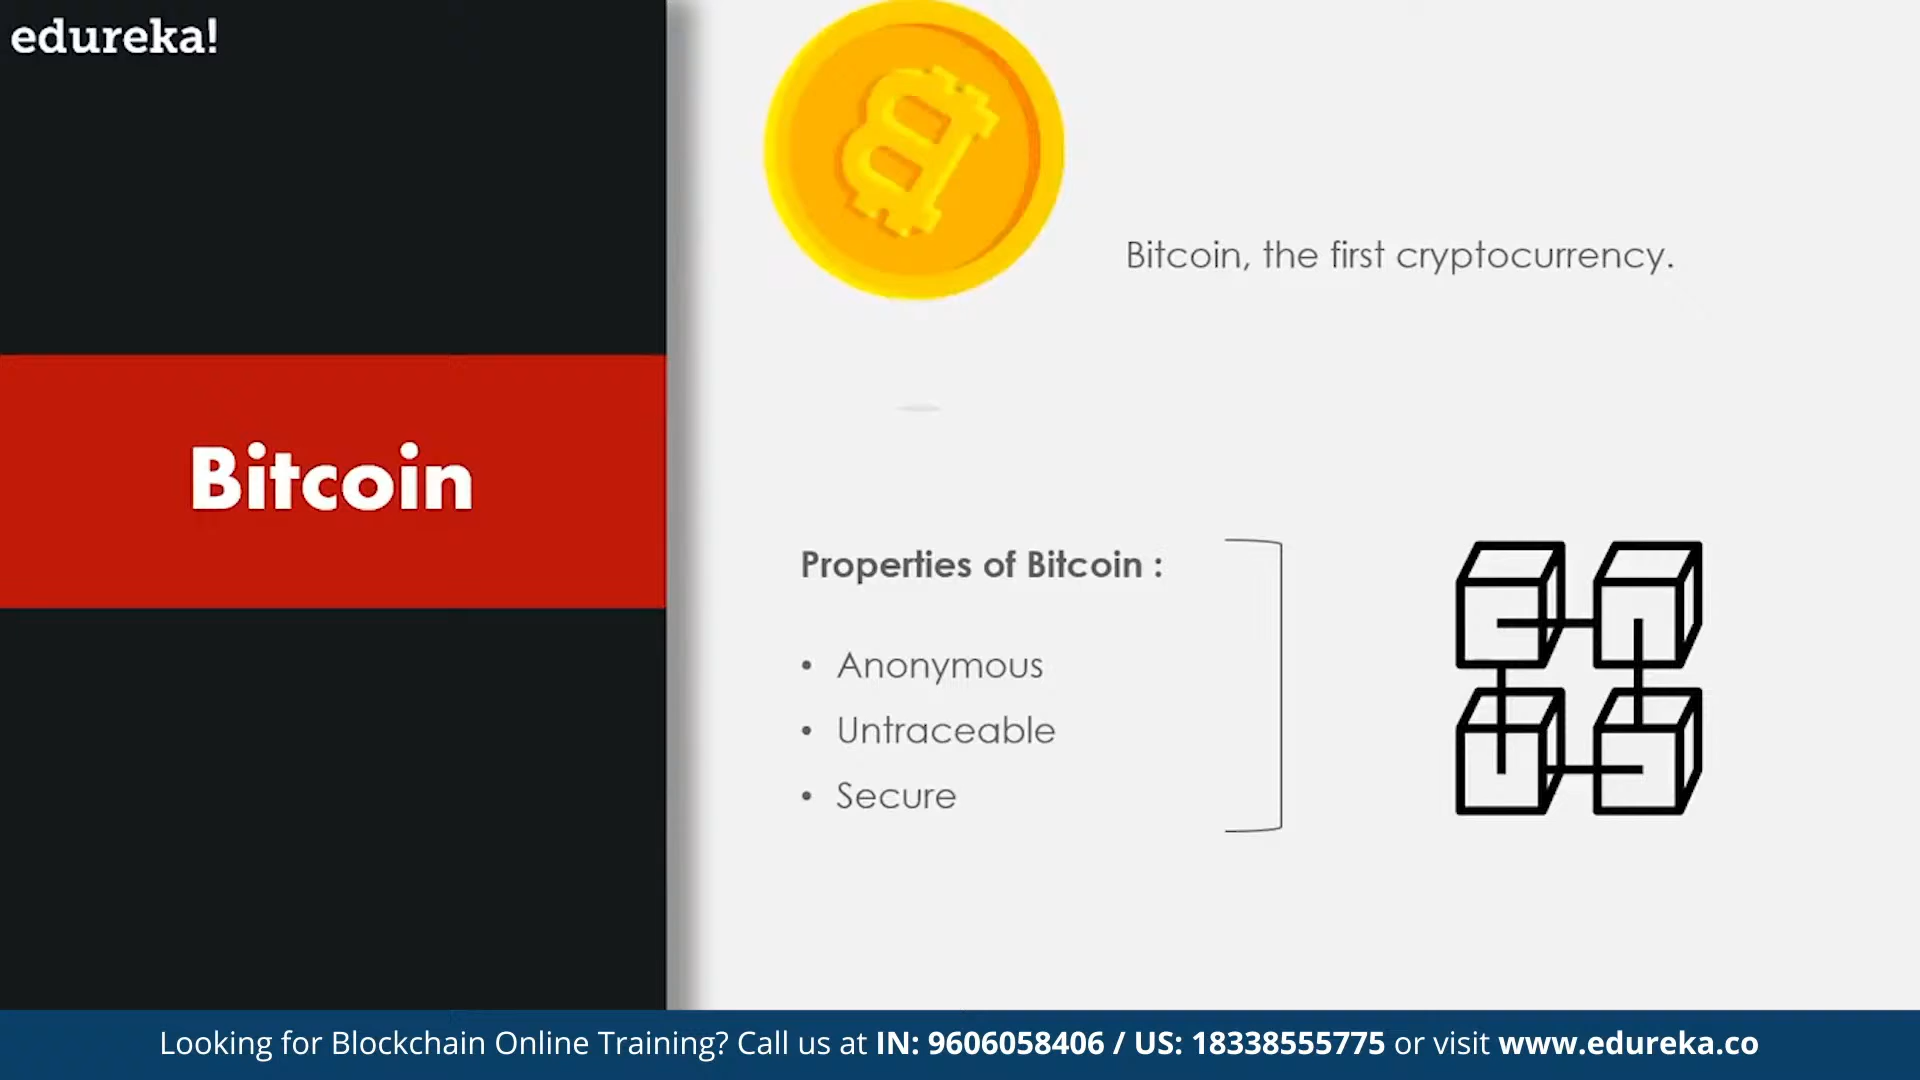 edureka!
Bitcoin, the first cryptocurrency.
Bitcoin
Properties of Bitcoin :
• Anonymous
• Untraceable
• Secure
Looking for Blockchain Online Training? Call us at IN: 9606058406 / US: 18338555775 or visit www.edureka.co